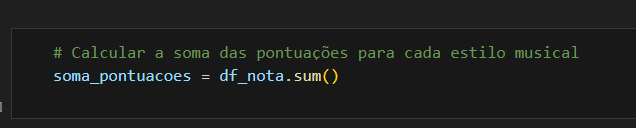 # Calcular a soma das pontuações para cada estilo musical
soma_pontuacoes = df_nota.sum()